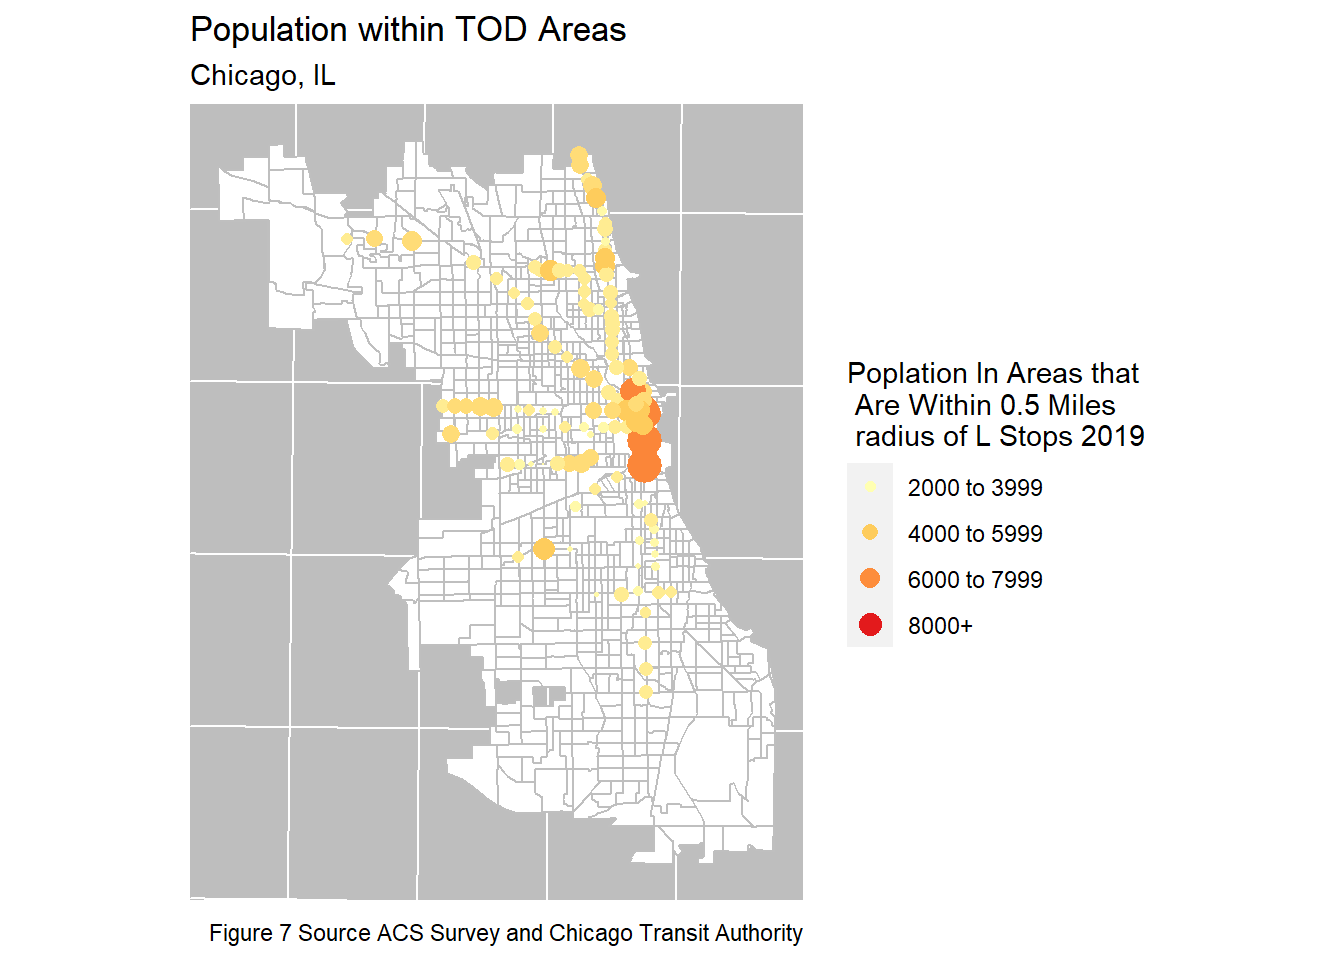 Population within TOD Areas
Chicago, IL
Poplation In Areas that
Are Within 0.5 Miles
radius of L Stops 2019
2000 to 3999
4000 to 5999
6000 to 7999
8000+
Figure 7 Source ACS Survey and Chicago Transit Authority